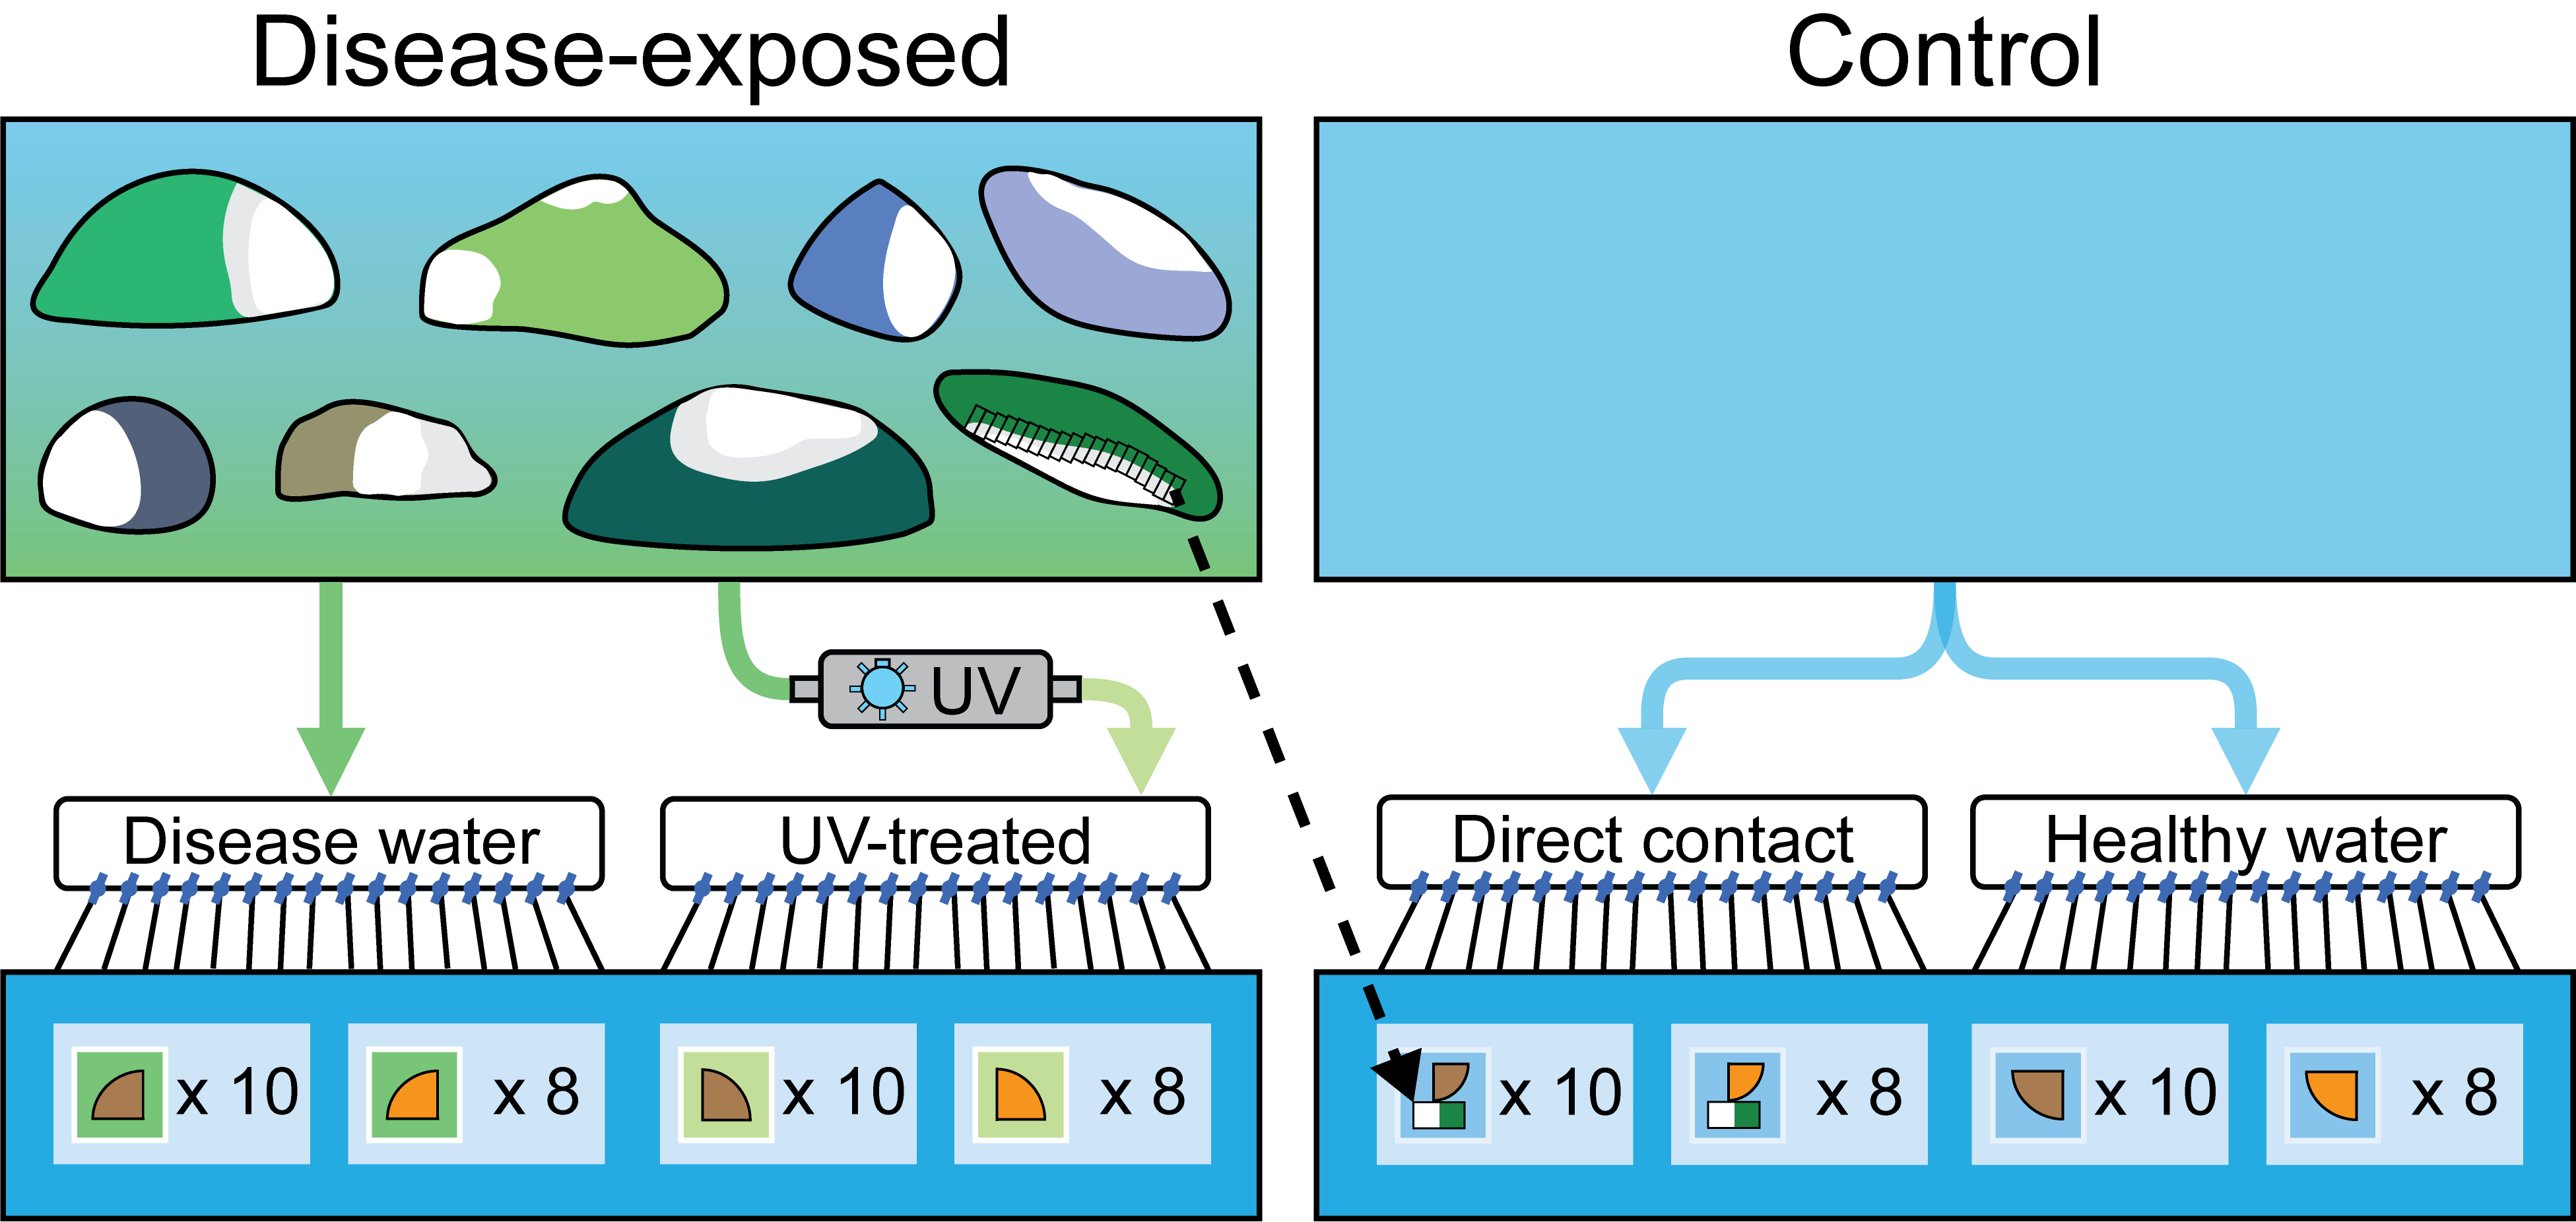 Disease-exposed
Control
UV
Disease water
UV-treated
Direct contact
Healthy water
x 10
x 8
x 10
x 8
x 10
x 8
x 10
x 8